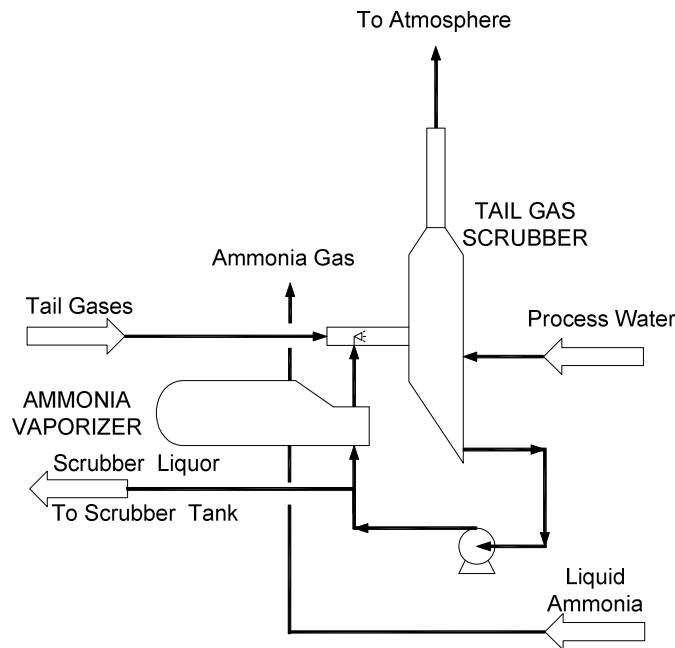 To Atmosphere
TAIL GAS
SCRUBBER
Ammonia Gas
Tail Gases
Process Water
AMMONIA
VAPORIZER
Scrubber Liquor
To Scrubber Tank
Liquid
Ammonia